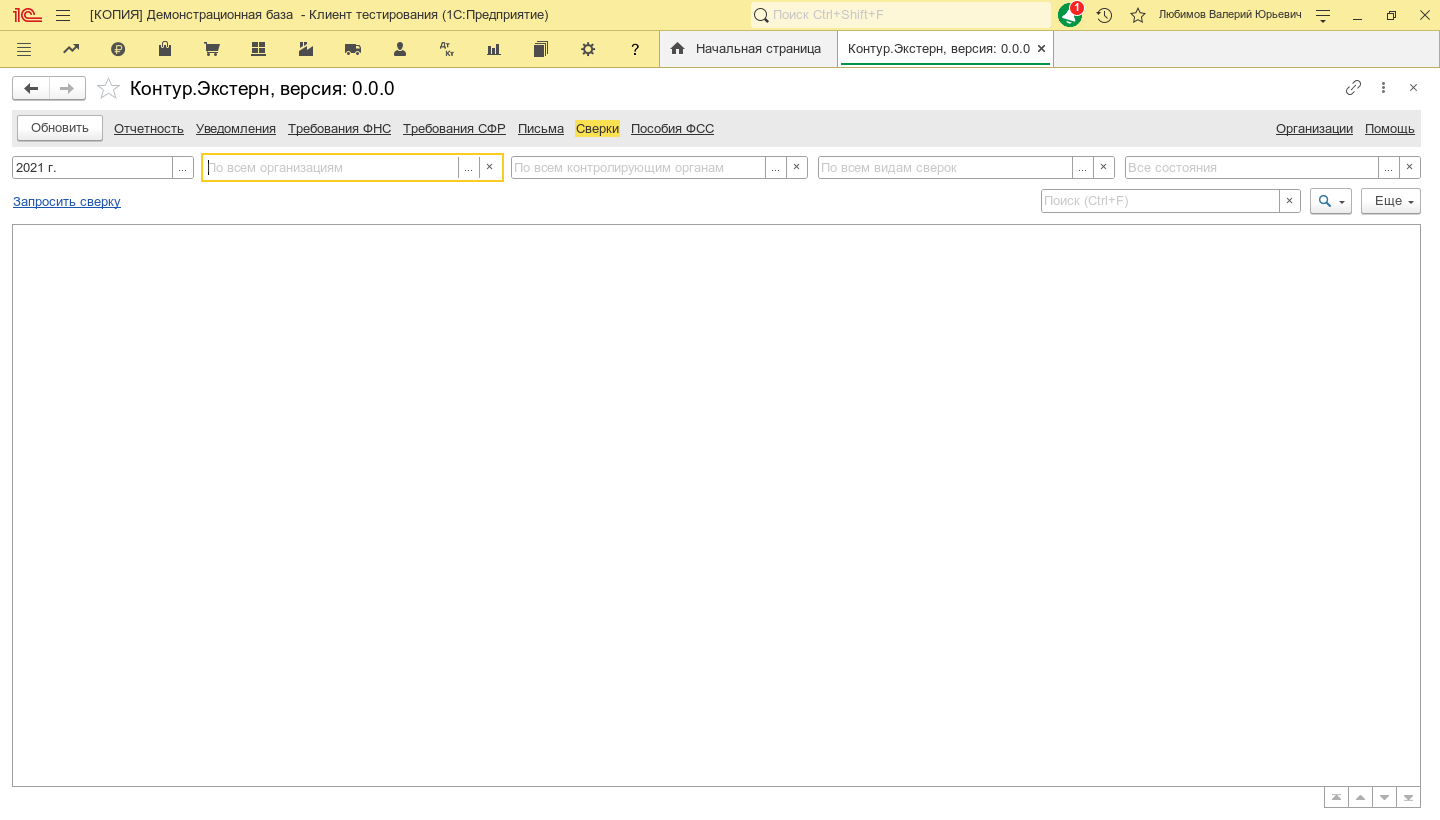 [КОПИЯ] Демонстрационная база - Клиент тестирования (1С:Предприятие)
Поиск Ctrl+Shift+F
1
Любимов Валерий Юрьевич
Дт Кт
?
Начальная страница
Контур.Экстерн, версия: 0.0.0
Контур.Экстерн, версия: 0.0.0
Обновить
Отчетность
Уведомления
Требования ФНС
Требования СФР
Письма
Сверки
Пособия ФСС
Организации
Помощь
2021 г.
...
По всем организациям
...
По всем контролирующим органам
...
По всем видам сверок
...
Все состояния
...
Запросить сверку
Поиск (Ctrl+F)
Еще